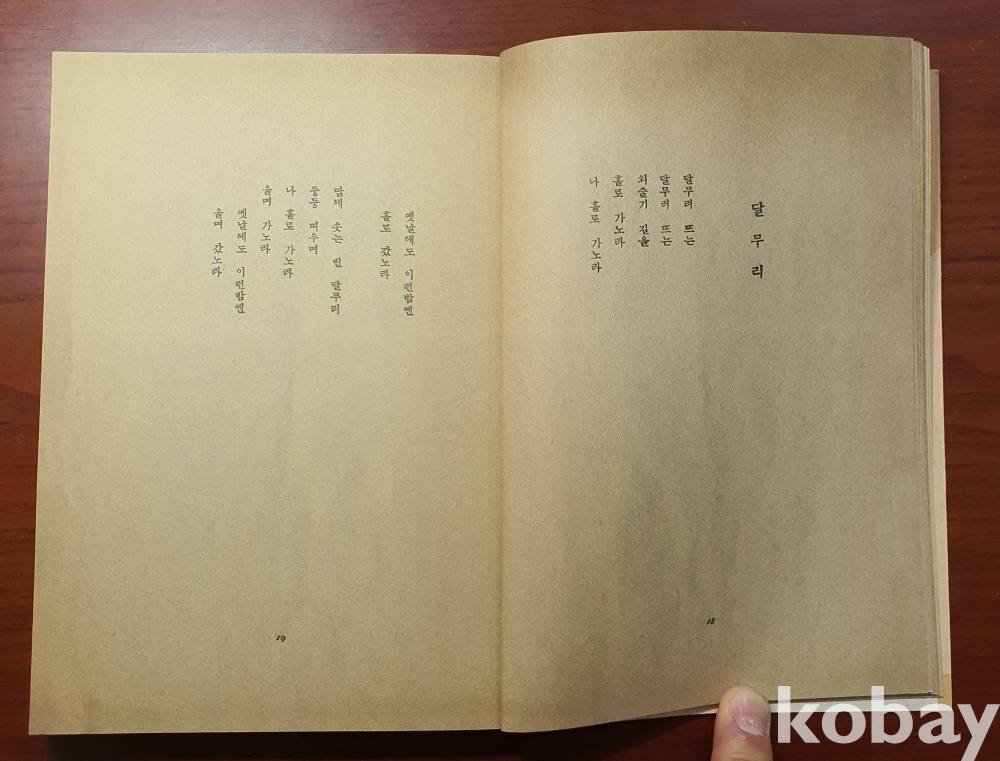 달 무 리
달무리 뜨는
달무리 뜨는
외줄기 길을
홀로 가노라
나 홀로 가노라
18
옛날에도 이런밤엔
홀로 갔노라
맘에 솟는 빈 달무리
둥둥 띄우며
나 홀로 가노라
울며 가노라
옛날에도 이런밤엔
울며 갔노라
19
kobay